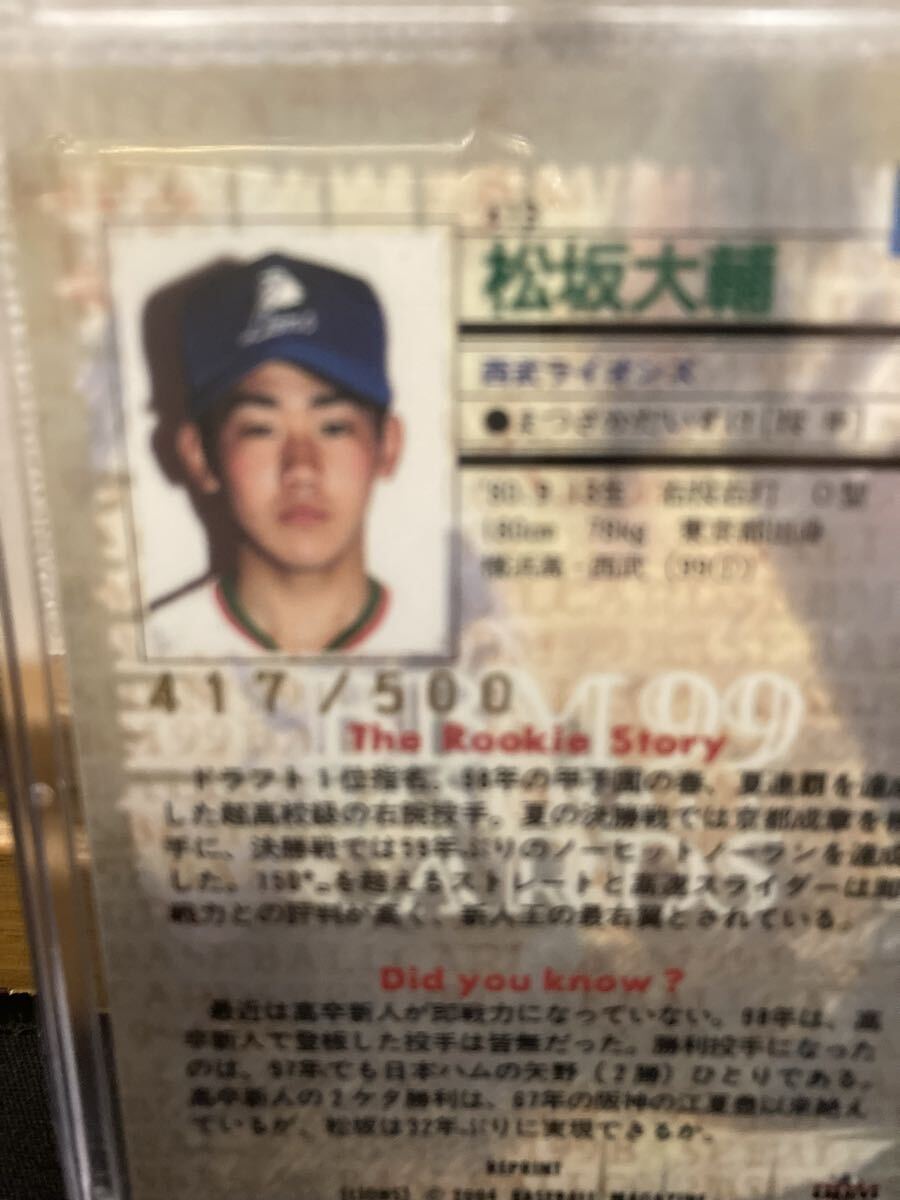 松坂大輔
西武ライオンズ
●まつざかだいすけ[投手]
'80.9.13生 右投右打 O型
180cm 78kg 東京都出身
横浜高-西武('99①)
417/500
BBM 99
The Rookie Story
ドラフト1位指名。98年の甲子園の春、夏連覇を達
した超高校級の右腕投手。夏の決勝戦では京都成章を
手に、決勝戦では59年ぶりのノーヒットノーランを達成
した。150㌔を超えるストレートと高速スライダーは
戦力との評判が高く、新人王の最右翼とされている。
CARDS
Did you know?
最近は高卒新人が即戦力になっていない。98年は、高
卒新人で登板した投手は皆無だった。勝利投手になった
のは、97年でも日本ハムの矢野(2勝)ひとりである。
高卒新人の2ケタ勝利は、67年の阪神の江夏豊以来絶え
ているが、松坂は32年ぶりに実現できるか。
REPRINT
(LIONS) © 2004 BASEBALL MAGAZINE